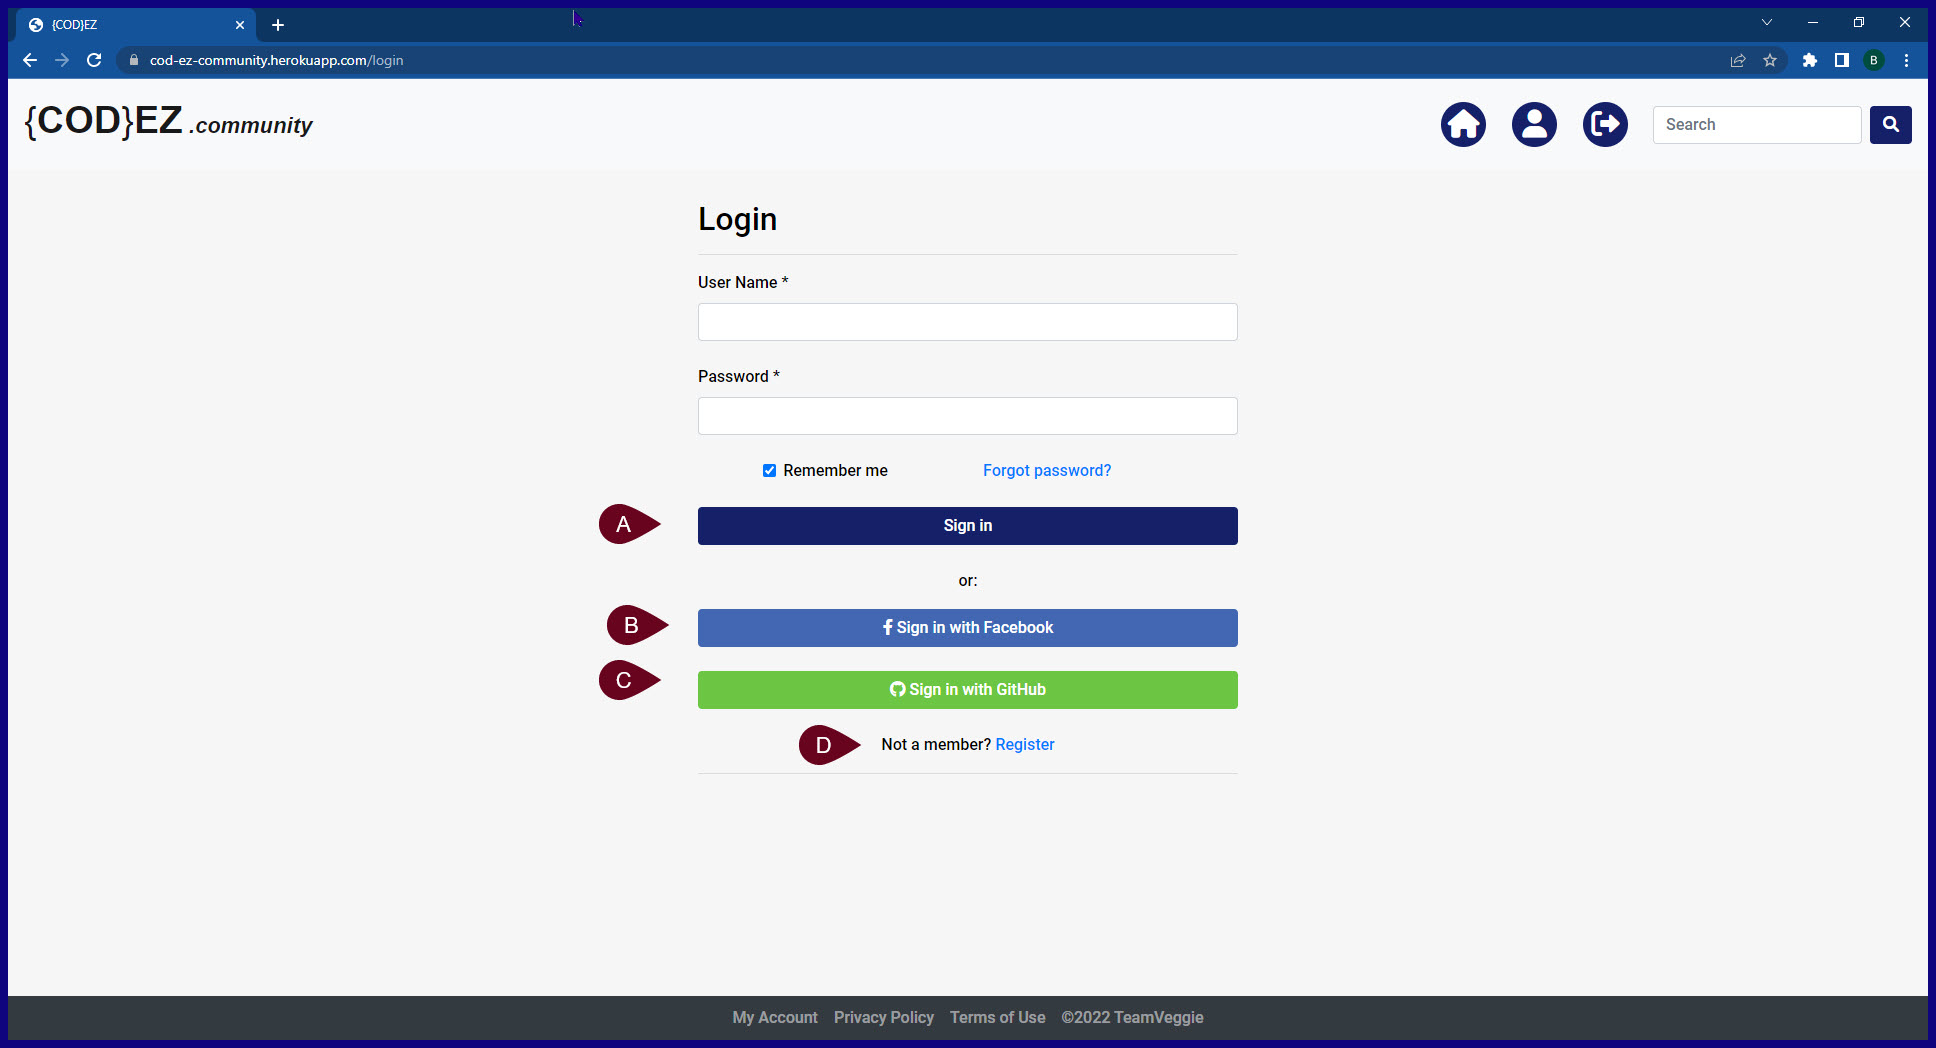 {COD}EZ
cod-ez-community.herokuapp.com/login
B
{COD}EZ .community
Search
Login
User Name *
Password *
Remember me Forgot password?
A Sign in
or:
B Sign in with Facebook
C Sign in with GitHub
D Not a member? Register
My Account Privacy Policy Terms of Use ©2022 TeamVeggie